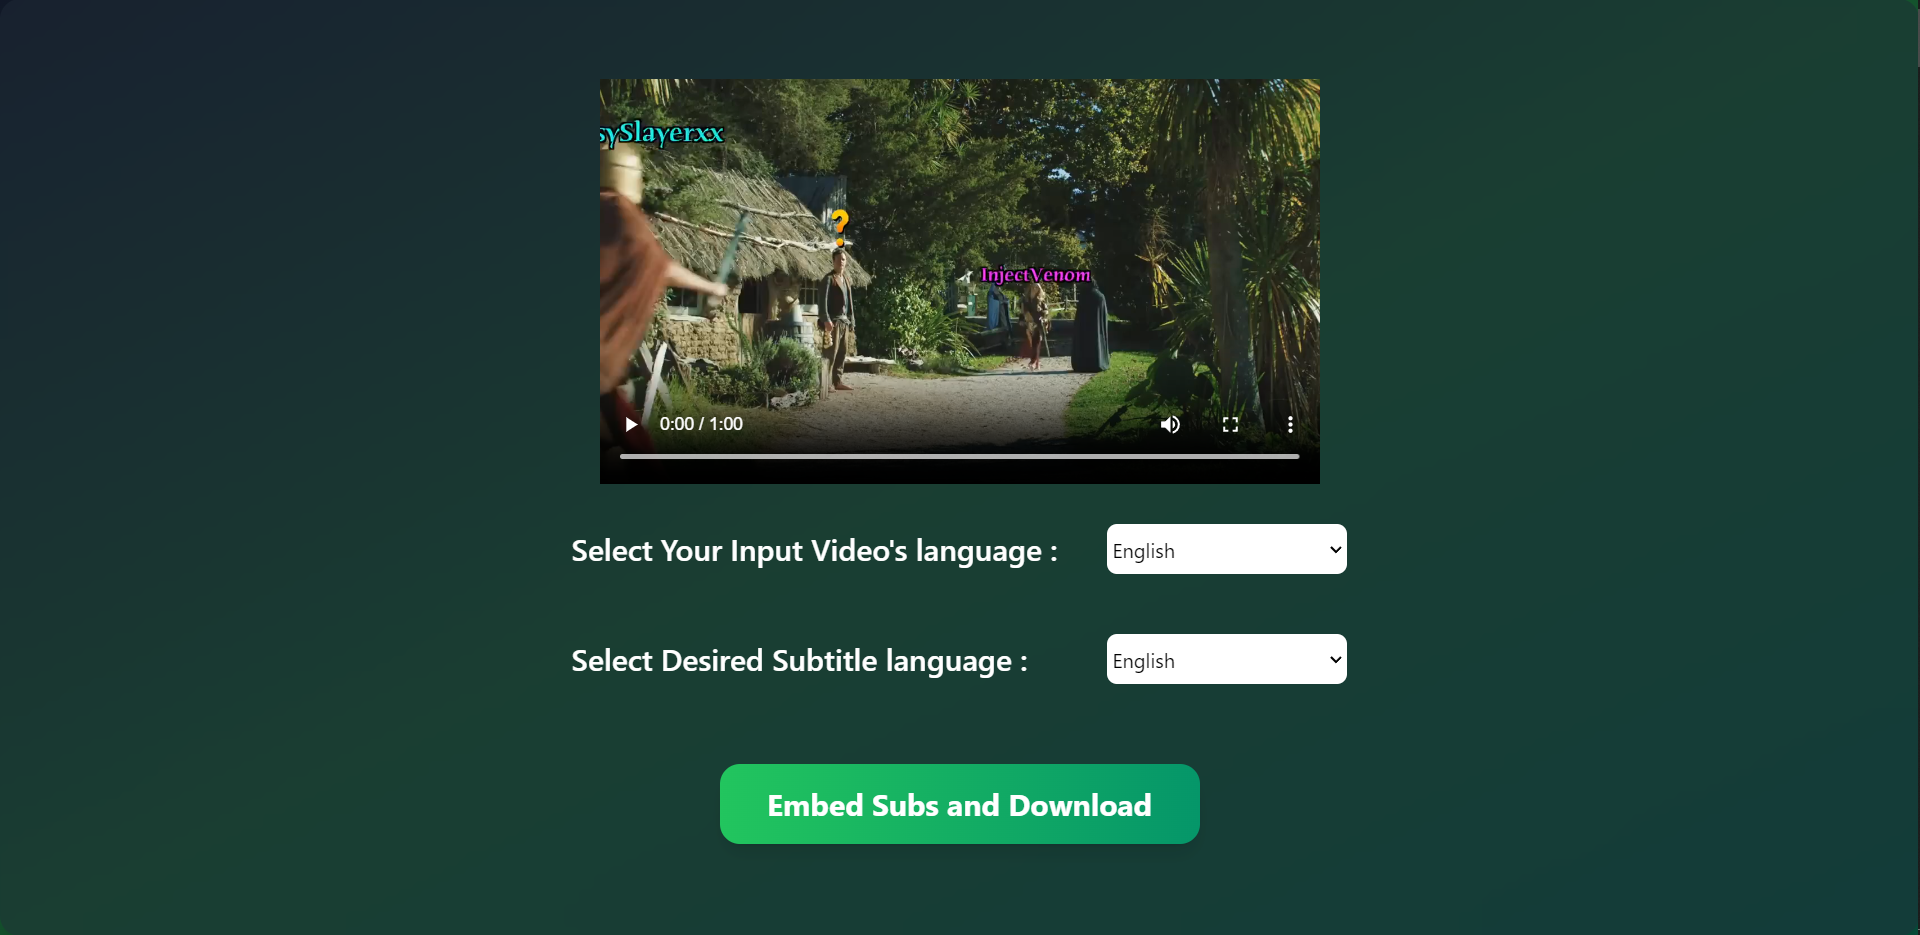 sySlayerxx
?
InjectVenom
0:00 / 1:00
Select Your Input Video's language :
English
Select Desired Subtitle language :
English
Embed Subs and Download